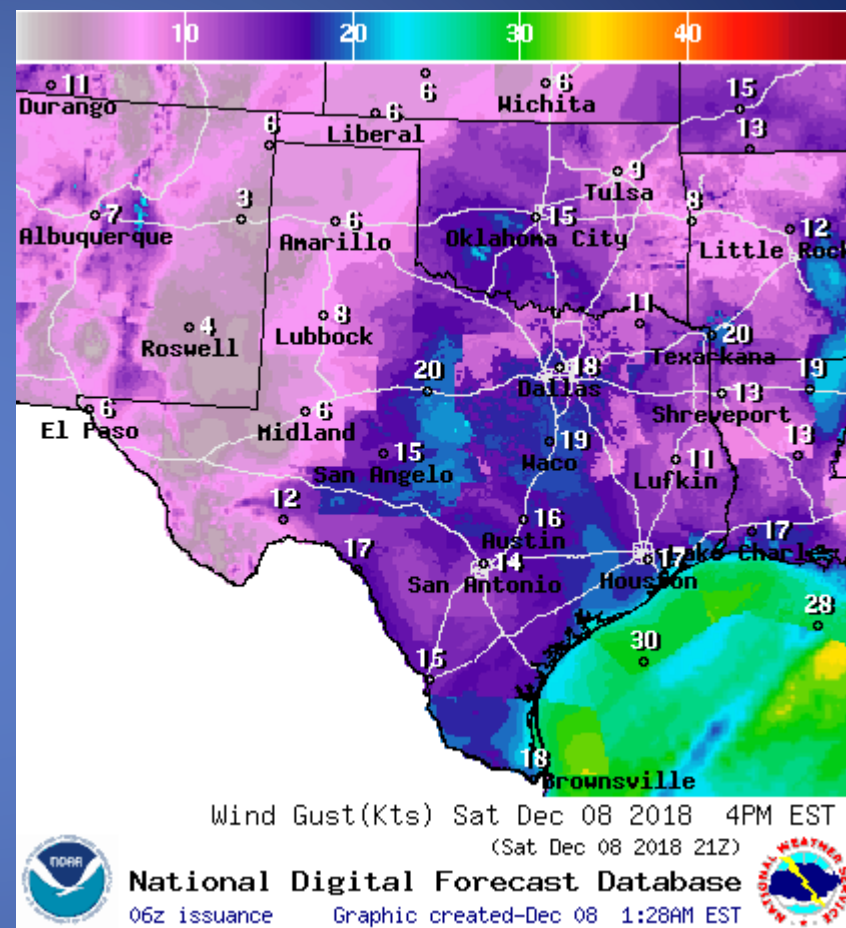 10 20 30 40
11
Durango
6
Wichita
6
6
Liberal
15
13
6
9
Tulsa
7
Albuquerque
3
6
Amarillo
15
Oklahoma City
8
12
Little Rock
4
Roswell
8
Lubbock
11
20
Texarkana
18
Dallas
20
13
Shreveport
19
6
El Paso
6
Midland
15
San Angelo
19
Waco
11
Lufkin
13
12
16
Austin
17
Lake Charles
17
14
San Antonio
17
Houston
28
30
15
18
Brownsville
Wind Gust(Kts) Sat Dec 08 2018 4PM EST
(Sat Dec 08 2018 21Z)
NOAA
National Digital Forecast Database
06z issuance Graphic created-Dec 08 1:28AM EST
NATIONAL WEATHER SERVICE